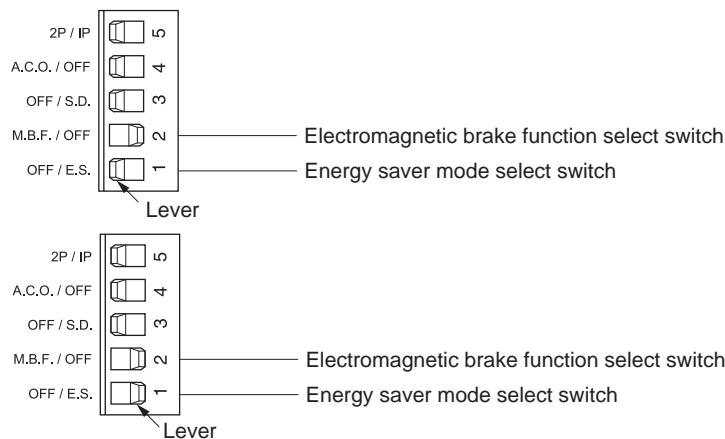 2P / IP 5
A.C.O. / OFF 4
OFF / S.D. 3
M.B.F. / OFF 2 Electromagnetic brake function select switch
OFF / E.S. 1 Energy saver mode select switch
Lever
2P / IP 5
A.C.O. / OFF 4
OFF / S.D. 3
M.B.F. / OFF 2 Electromagnetic brake function select switch
OFF / E.S. 1 Energy saver mode select switch
Lever